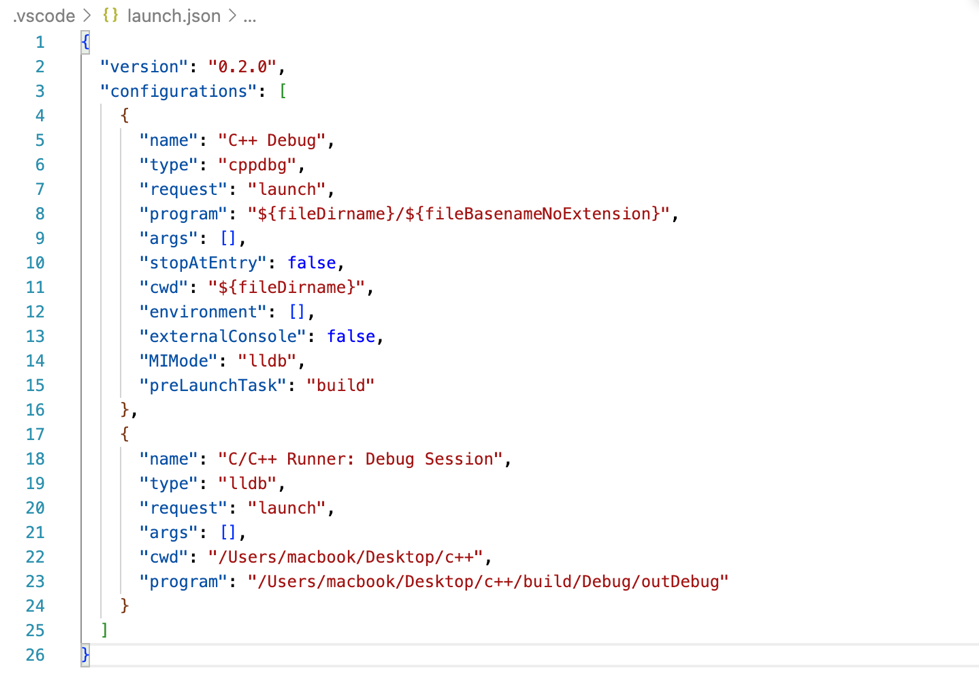 .vscode > {} launch.json > ...
1 {
2 "version": "0.2.0",
3 "configurations": [
4 {
5 "name": "C++ Debug",
6 "type": "cppdbg",
7 "request": "launch",
8 "program": "${fileDirname}/${fileBasenameNoExtension}",
9 "args": [],
10 "stopAtEntry": false,
11 "cwd": "${fileDirname}",
12 "environment": [],
13 "externalConsole": false,
14 "MIMode": "lldb",
15 "preLaunchTask": "build"
16 },
17 {
18 "name": "C/C++ Runner: Debug Session",
19 "type": "lldb",
20 "request": "launch",
21 "args": [],
22 "cwd": "/Users/macbook/Desktop/c++",
23 "program": "/Users/macbook/Desktop/c++/build/Debug/outDebug"
24 }
25 ]
26 }